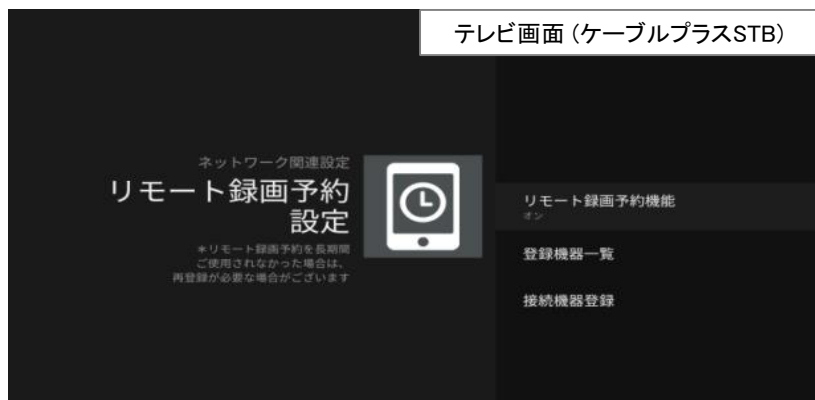 テレビ画面(ケーブルプラスSTB)
ネットワーク関連設定
リモート録画予約
設定
*リモート録画予約を長期間
ご使用されなかった場合は、
再登録が必要な場合がございます
リモート録画予約機能
オン
登録機器一覧
接続機器登録